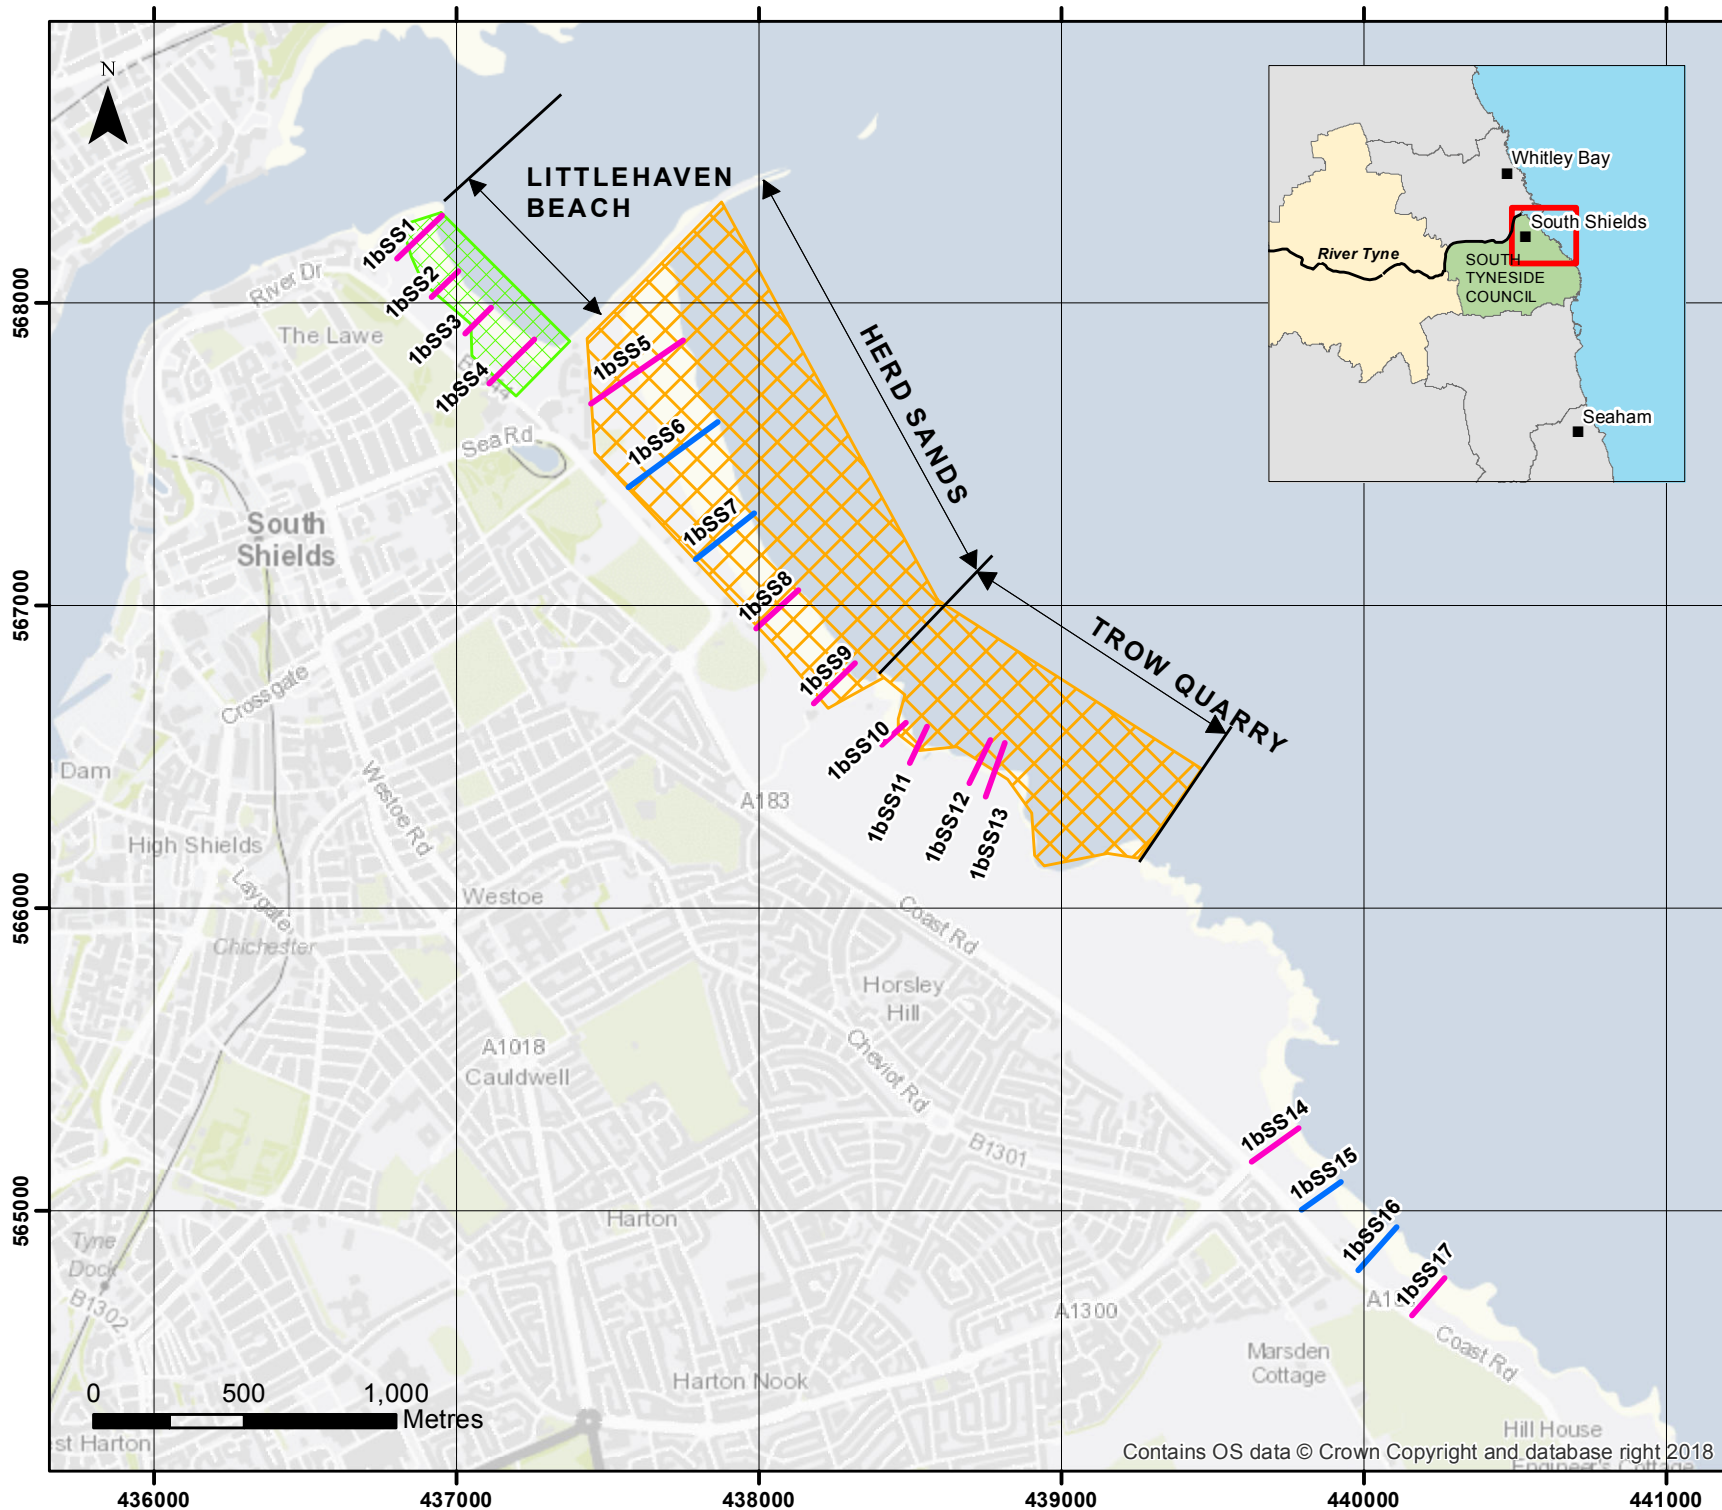 N
LITTLEHAVEN
BEACH
HERD SANDS
TROW QUARRY
1bSS1
1bSS2
1bSS3
1bSS4
1bSS5
1bSS6
1bSS7
1bSS8
1bSS9
1bSS10
1bSS11
1bSS12
1bSS13
1bSS14
1bSS15
1bSS16
1bSS17
River Dr
The Lawe
Sea Rd
South
Shields
Crossgate
Westoe Rd
Dam
High Shields
Laygate
Chichester
Westoe
A183
Coast Rd
Horsley
Hill
Cheviot Rd
A1018
Cauldwell
B1301
Harton
Tyne
Dock
B1302
A1300
Harton Nook
Marsden
Cottage
Coast Rd
Hill House
st Harton
Whitley Bay
South Shields
River Tyne
SOUTH
TYNESIDE
COUNCIL
Seaham
0 500 1,000
Metres
Contains OS data © Crown Copyright and database right 2018
Engineer's Cottage
568000
567000
566000
565000
436000 437000 438000 439000 440000 441000